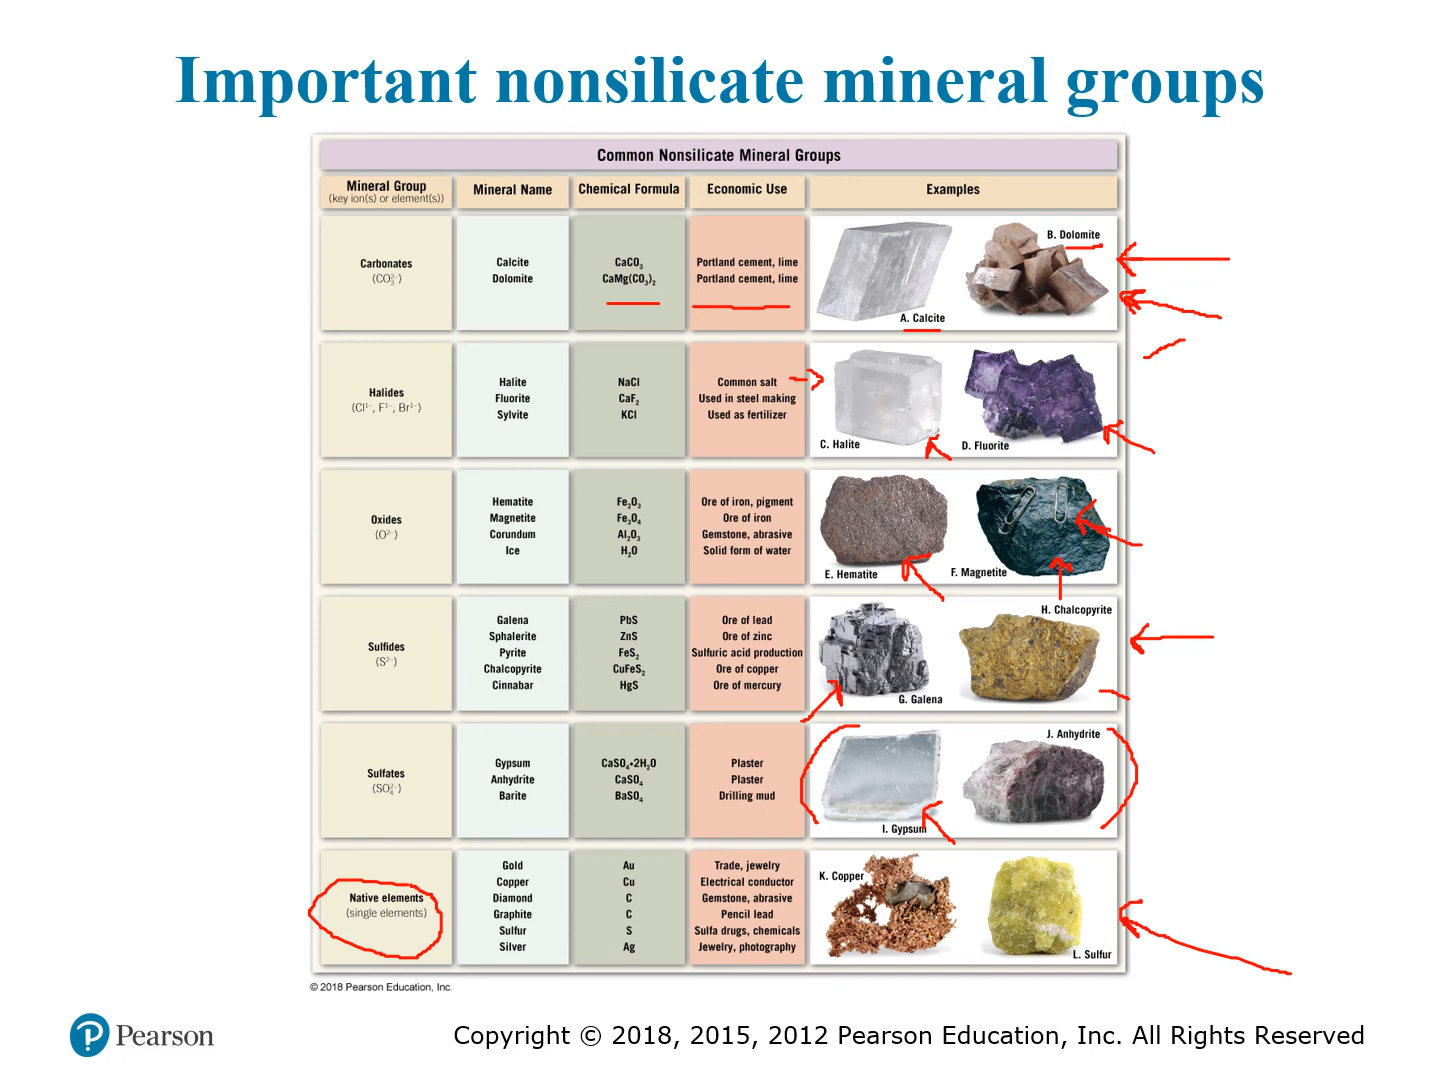 Important nonsilicate mineral groups
Common Nonsilicate Mineral Groups
Mineral Group
(key ion(s) or element(s))
Mineral Name
Chemical Formula
Economic Use
Examples
Carbonates
(CO₃²⁻)
Calcite
Dolomite
CaCO₃
CaMg(CO₃)₂
Portland cement, lime
Portland cement, lime
A. Calcite
B. Dolomite
Halides
(Cl¹⁻, F¹⁻, Br¹⁻)
Halite
Fluorite
Sylvite
NaCl
CaF₂
KCl
Common salt
Used in steel making
Used as fertilizer
C. Halite
D. Fluorite
Oxides
(O²⁻)
Hematite
Magnetite
Corundum
Ice
Fe₂O₃
Fe₃O₄
Al₂O₃
H₂O
Ore of iron, pigment
Ore of iron
Gemstone, abrasive
Solid form of water
E. Hematite
F. Magnetite
Sulfides
(S²⁻)
Galena
Sphalerite
Pyrite
Chalcopyrite
Cinnabar
PbS
ZnS
FeS₂
CuFeS₂
HgS
Ore of lead
Ore of zinc
Sulfuric acid production
Ore of copper
Ore of mercury
G. Galena
H. Chalcopyrite
Sulfates
(SO₄²⁻)
Gypsum
Anhydrite
Barite
CaSO₄•2H₂O
CaSO₄
BaSO₄
Plaster
Plaster
Drilling mud
I. Gypsum
J. Anhydrite
Native elements
(single elements)
Gold
Copper
Diamond
Graphite
Sulfur
Silver
Au
Cu
C
C
S
Ag
Trade, jewelry
Electrical conductor
Gemstone, abrasive
Pencil lead
Sulfa drugs, chemicals
Jewelry, photography
K. Copper
L. Sulfur
© 2018 Pearson Education, Inc.
Pearson
Copyright © 2018, 2015, 2012 Pearson Education, Inc. All Rights Reserved